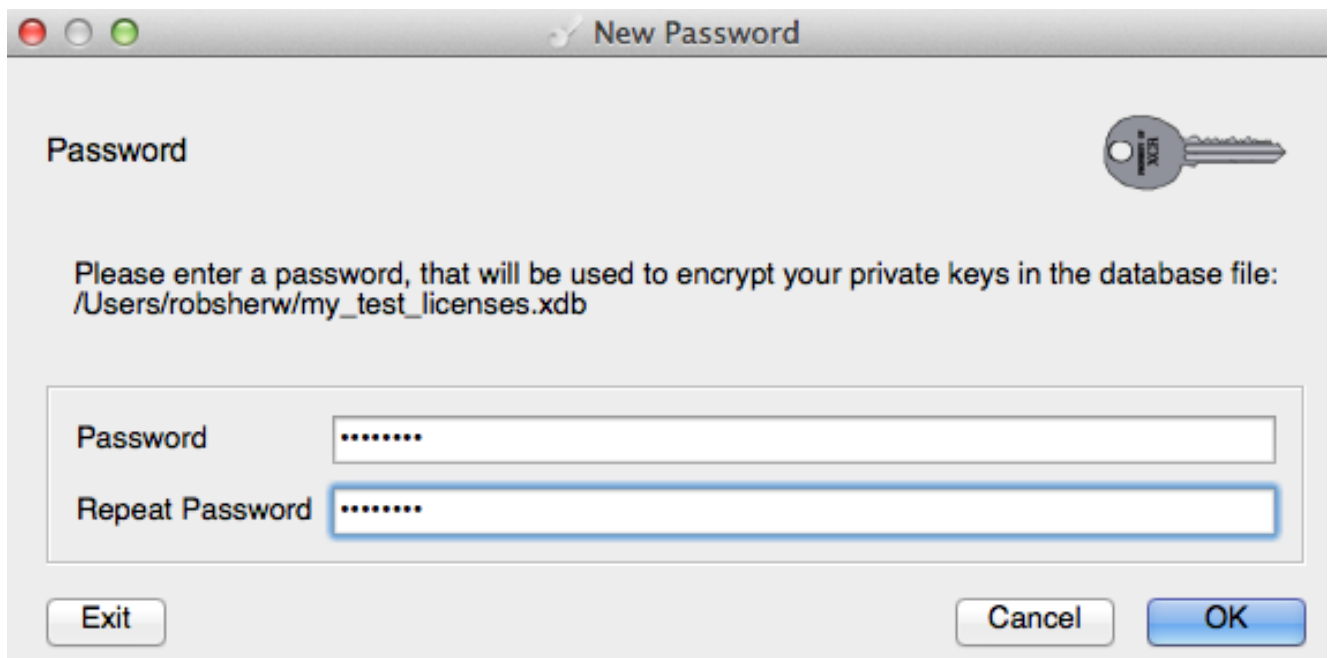 New Password
Password
Please enter a password, that will be used to encrypt your private keys in the database file:
/Users/robsherw/my_test_licenses.xdb
Password ••••••••
Repeat Password ••••••••
Exit Cancel OK